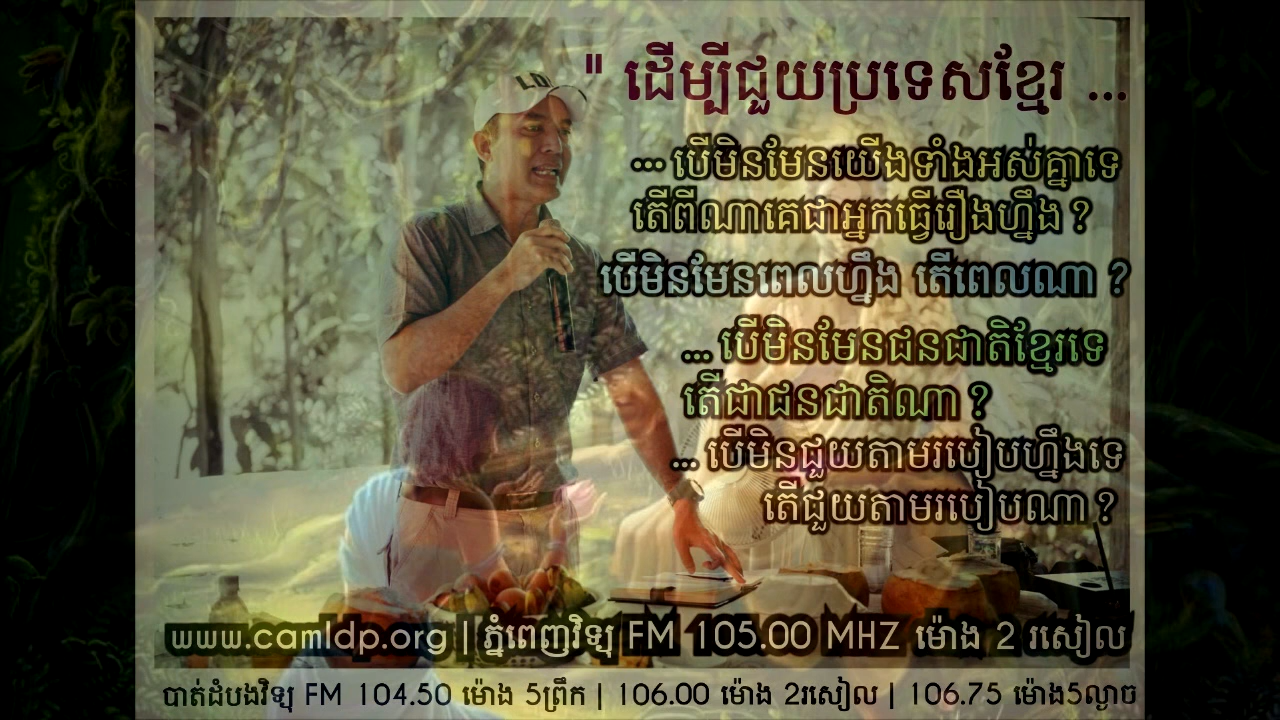 LD
" ដើម្បីជួយប្រទេសខ្មែរ ...
... បើមិនមែនយើងទាំងអស់គ្នាទេ
តើពីណាគេជាអ្នកធ្វើរឿងហ្នឹង ?
បើមិនមែនពេលហ្នឹង តើពេលណា ?
... បើមិនមែនជនជាតិខ្មែរទេ
តើជាជនជាតិណា ?
... បើមិនជួយតាមរបៀបហ្នឹងទេ
តើជួយតាមរបៀបណា ?
www.camldp.org | ភ្នំពេញវិទ្យុ FM 105.00 MHZ ម៉ោង 2 រសៀល
បាត់ដំបងវិទ្យុ FM 104.50 ម៉ោង 5ព្រឹក | 106.00 ម៉ោង 2រសៀល | 106.75 ម៉ោង5ល្ងាច